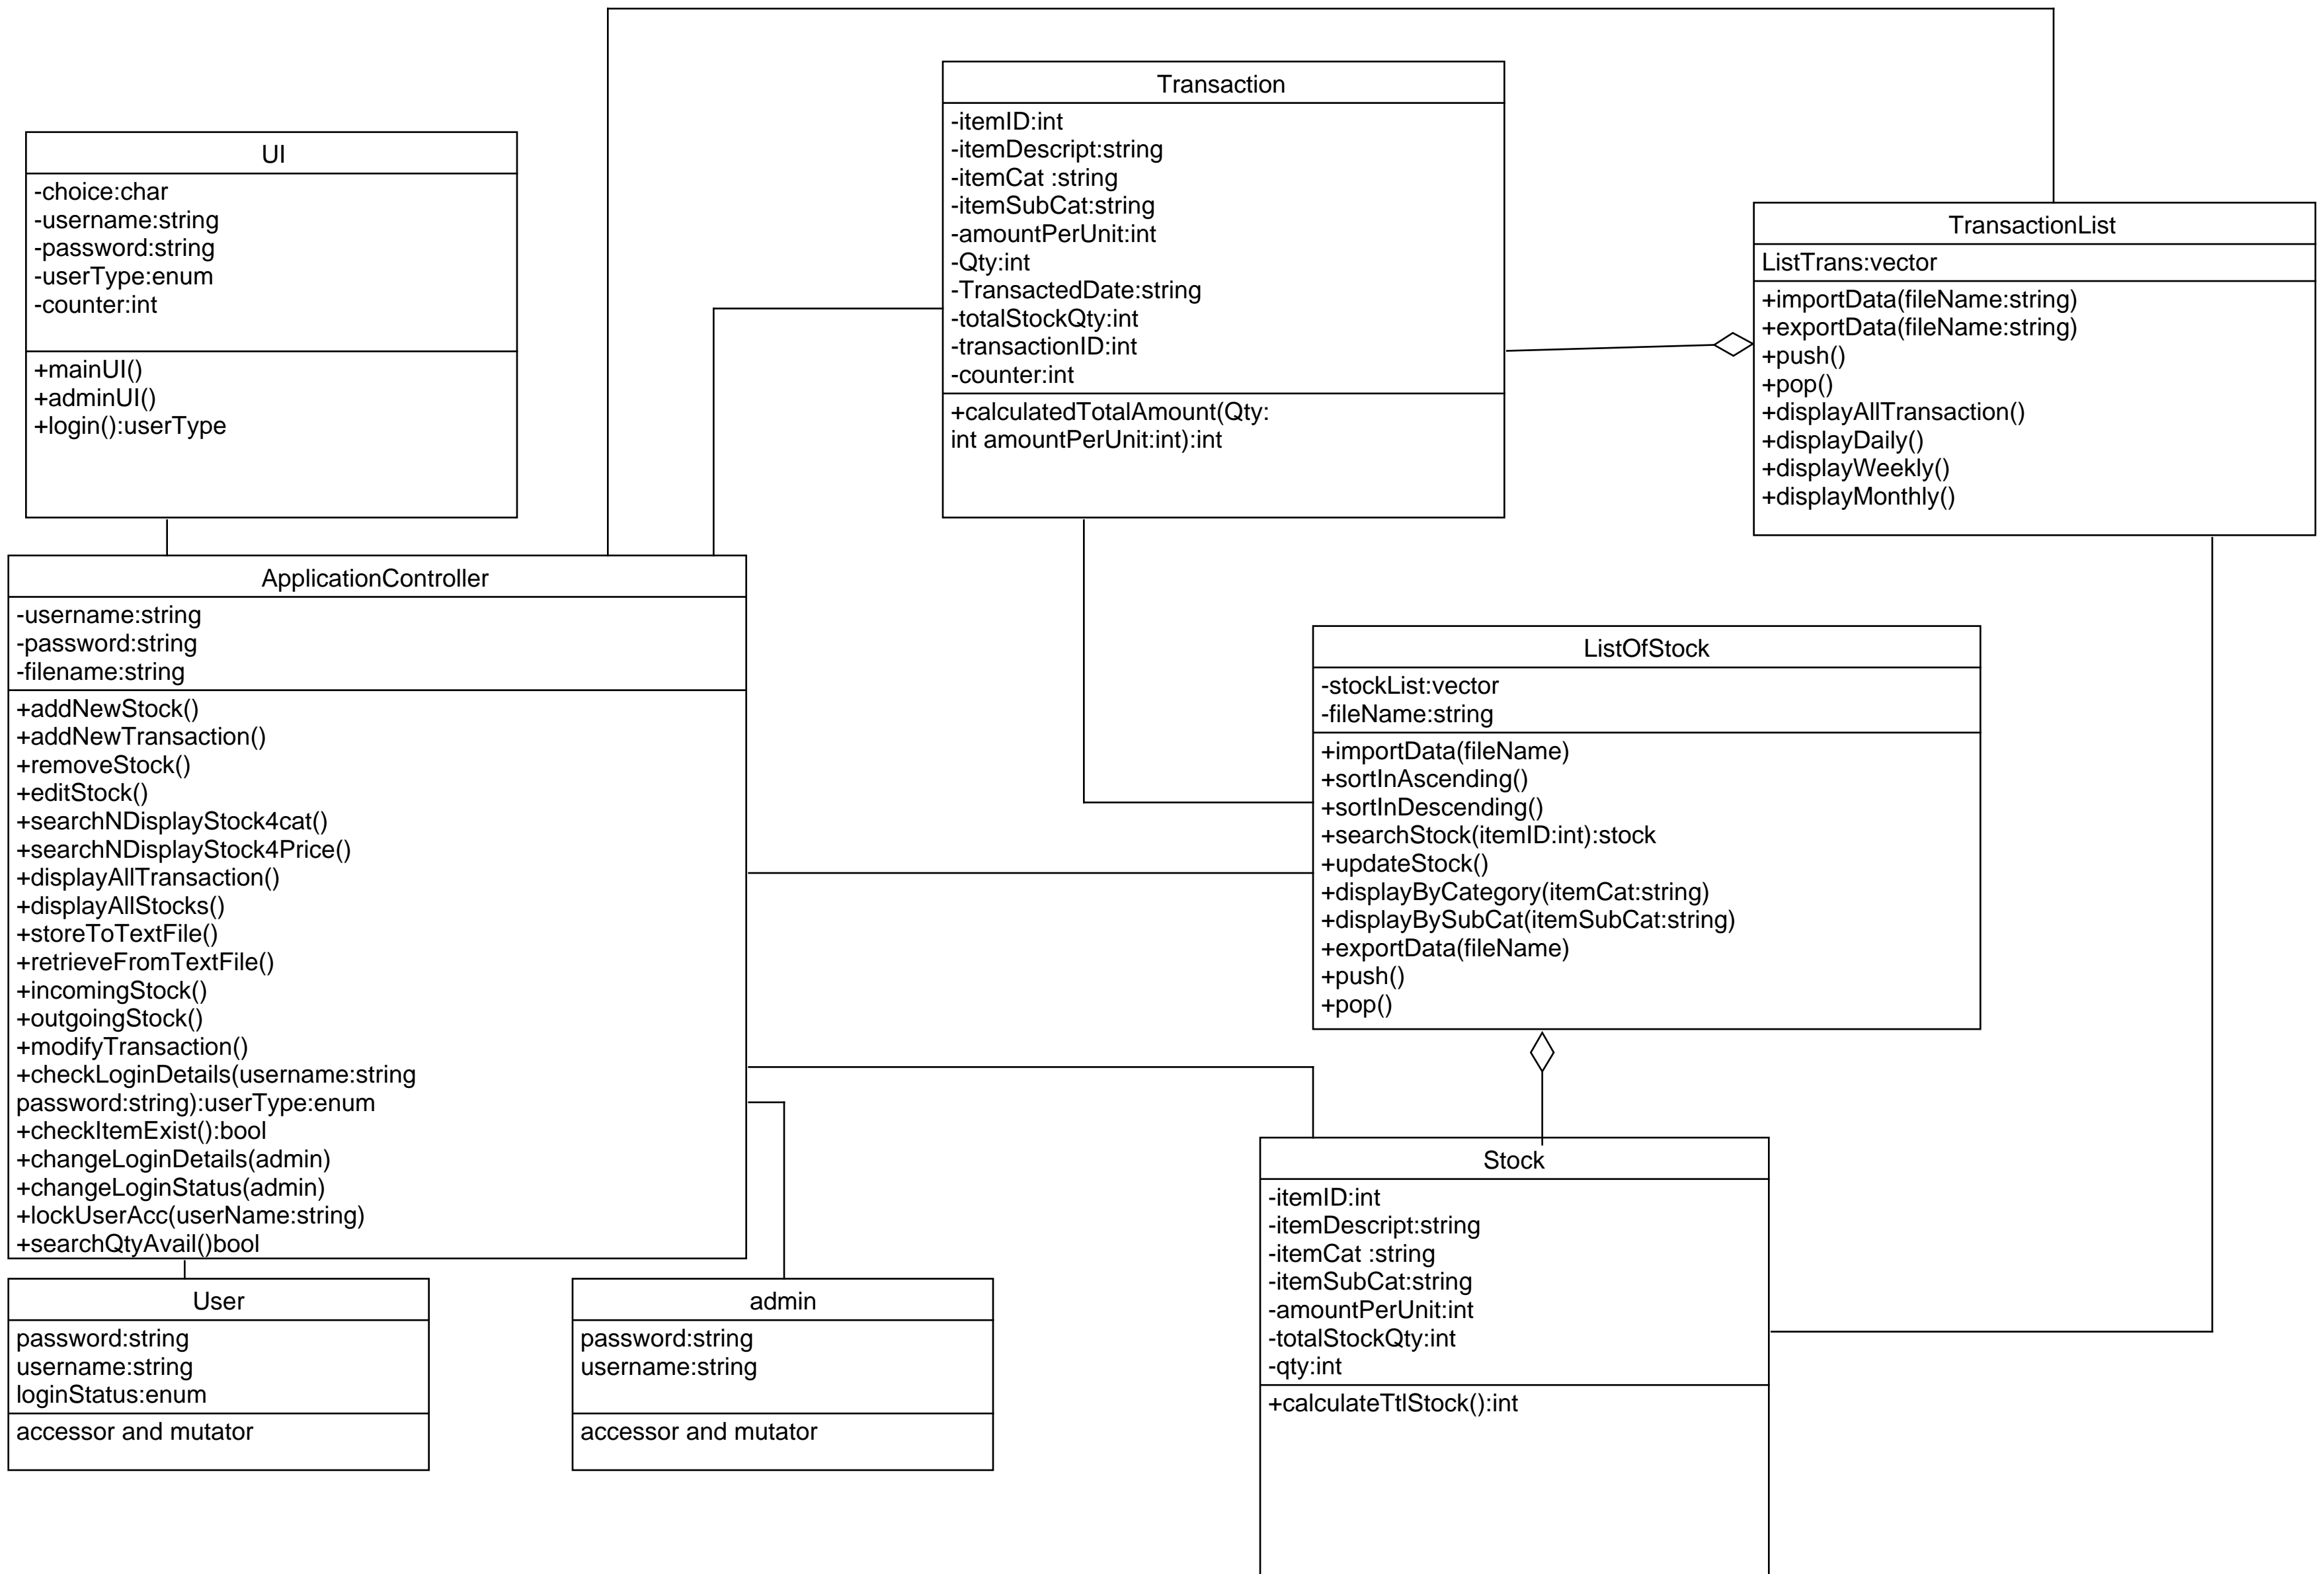 UI
-choice:char
-username:string
-password:string
-userType:enum
-counter:int
+mainUI()
+adminUI()
+login():userType
Transaction
-itemID:int
-itemDescript:string
-itemCat :string
-itemSubCat:string
-amountPerUnit:int
-Qty:int
-TransactedDate:string
-totalStockQty:int
-transactionID:int
-counter:int
+calculatedTotalAmount(Qty:
int amountPerUnit:int):int
TransactionList
ListTrans:vector
+importData(fileName:string)
+exportData(fileName:string)
+push()
+pop()
+displayAllTransaction()
+displayDaily()
+displayWeekly()
+displayMonthly()
ApplicationController
-username:string
-password:string
-filename:string
+addNewStock()
+addNewTransaction()
+removeStock()
+editStock()
+searchNDisplayStock4cat()
+searchNDisplayStock4Price()
+displayAllTransaction()
+displayAllStocks()
+storeToTextFile()
+retrieveFromTextFile()
+incomingStock()
+outgoingStock()
+modifyTransaction()
+checkLoginDetails(username:string
password:string):userType:enum
+checkItemExist():bool
+changeLoginDetails(admin)
+changeLoginStatus(admin)
+lockUserAcc(userName:string)
+searchQtyAvail()bool
ListOfStock
-stockList:vector
-fileName:string
+importData(fileName)
+sortInAscending()
+sortInDescending()
+searchStock(itemID:int):stock
+updateStock()
+displayByCategory(itemCat:string)
+displayBySubCat(itemSubCat:string)
+exportData(fileName)
+push()
+pop()
User
password:string
username:string
loginStatus:enum
accessor and mutator
admin
password:string
username:string
accessor and mutator
Stock
-itemID:int
-itemDescript:string
-itemCat :string
-itemSubCat:string
-amountPerUnit:int
-totalStockQty:int
-qty:int
+calculateTtlStock():int